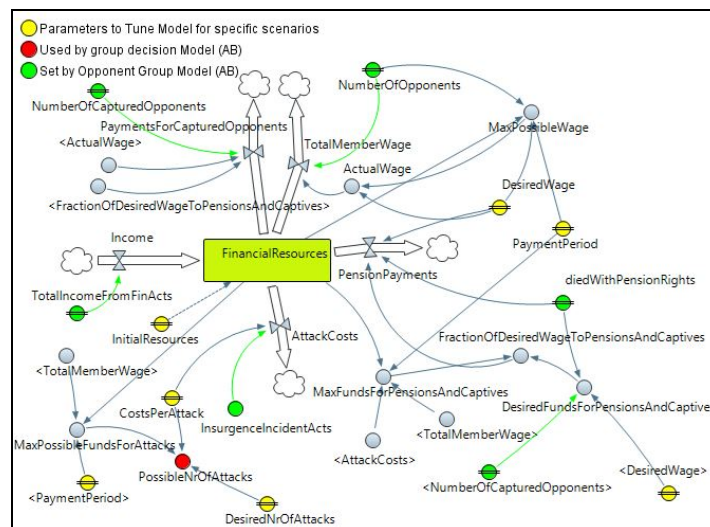 Parameters to Tune Model for specific scenarios
Used by group decision Model (AB)
Set by Opponent Group Model (AB)
NumberOfCapturedOpponents
NumberOfOpponents
PaymentsForCapturedOpponents
<ActualWage>
TotalMemberWage
MaxPossibleWage
ActualWage
DesiredWage
<FractionOfDesiredWageToPensionsAndCaptives>
Income
FinancialResources
PensionPayments
PaymentPeriod
TotalIncomeFromFinActs
diedWithPensionRights
InitialResources
AttackCosts
FractionOfDesiredWageToPensionsAndCaptives
<TotalMemberWage>
MaxFundsForPensionsAndCaptives
DesiredFundsForPensionsAndCaptive
CostsPerAttack
InsurgenceIncidentActs
<TotalMemberWage>
MaxPossibleFundsForAttacks
<AttackCosts>
PossibleNrOfAttacks
<DesiredWage>
<NumberOfCapturedOpponents>
<PaymentPeriod>
DesiredNrOfAttacks